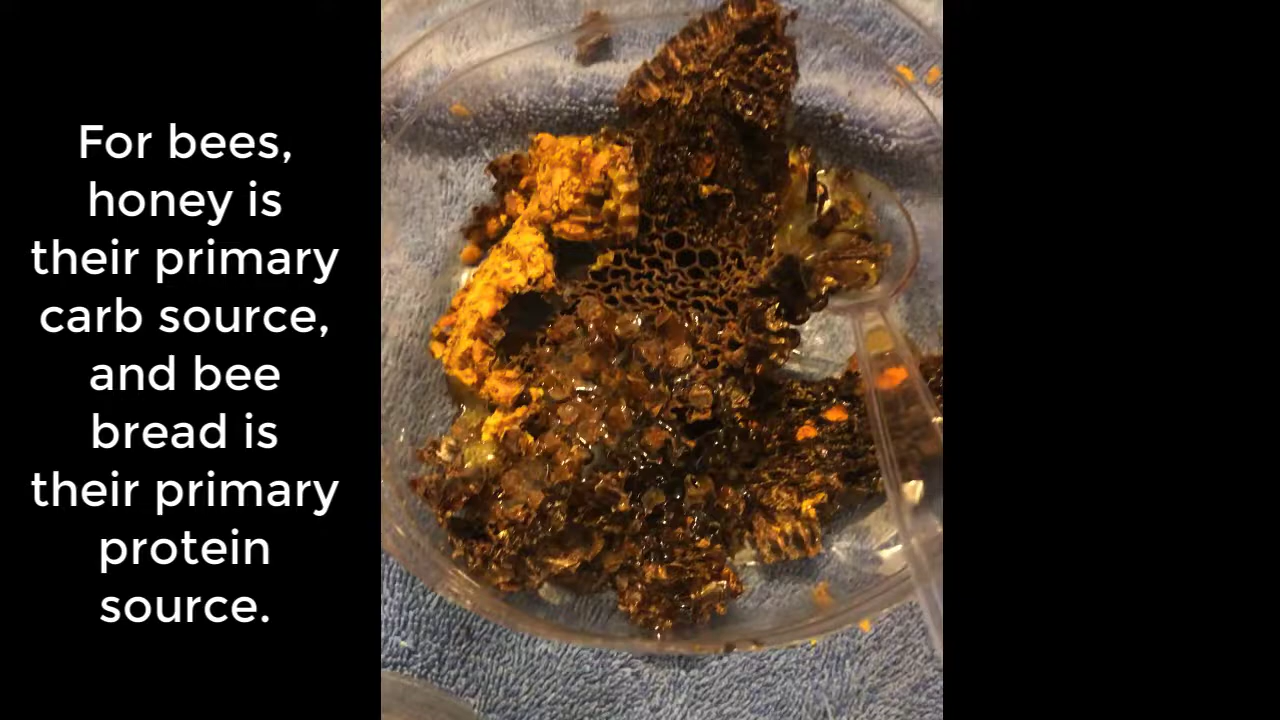 For bees,
honey is
their primary
carb source,
and bee
bread is
their primary
protein
source.